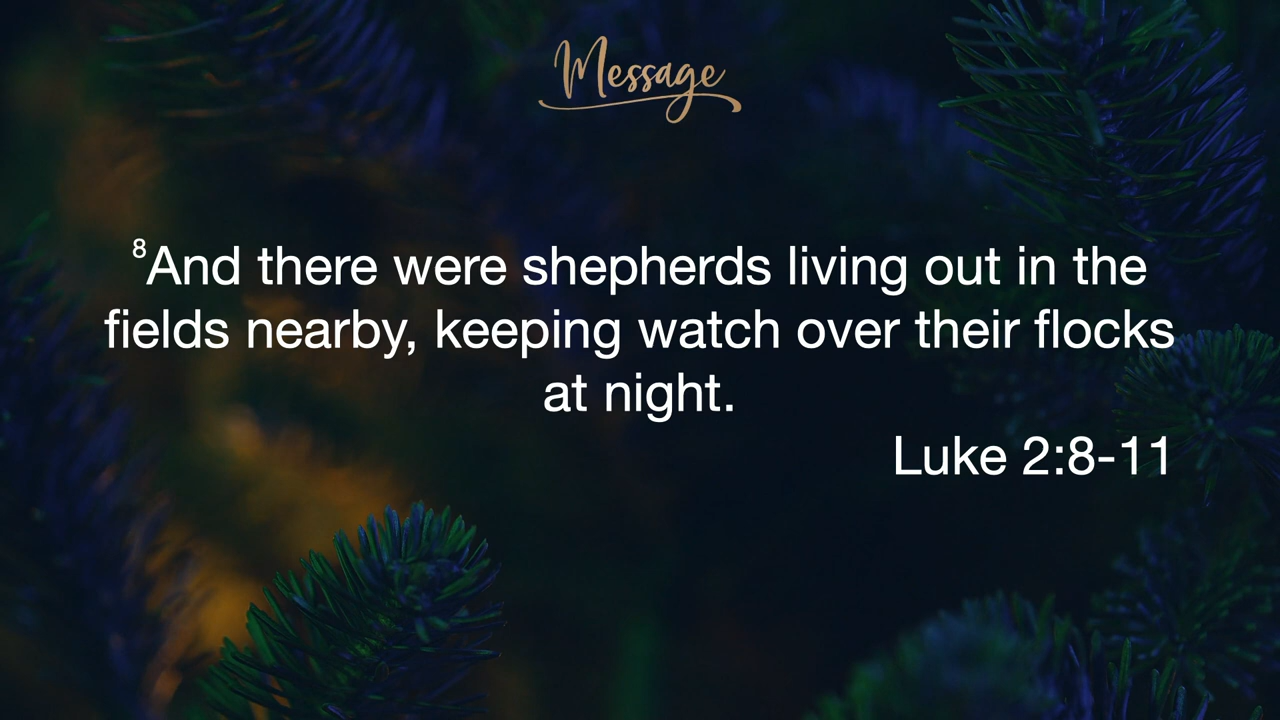 Message
⁸And there were shepherds living out in the
fields nearby, keeping watch over their flocks
at night.
Luke 2:8-11